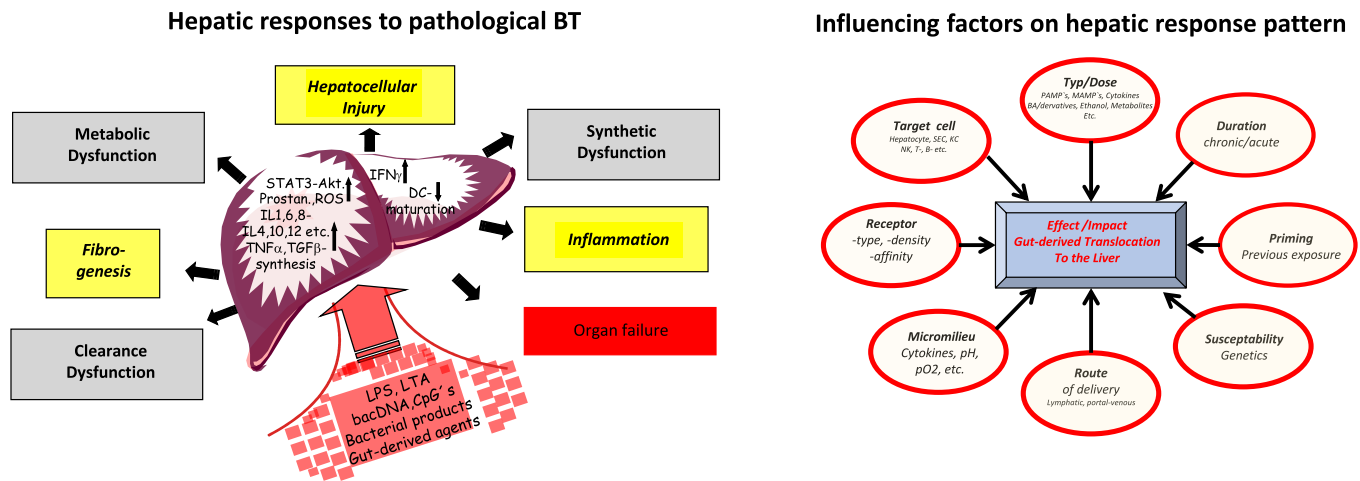 Hepatic responses to pathological BT
Hepatocellular
Injury
Metabolic
Dysfunction
Synthetic
Dysfunction
STAT3-Akt.
Prostan.,ROS
IL1,6,8-
IL4,10,12 etc.
TNFα,TGFβ-
synthesis
IFNγ
DC-
maturation
Fibro-
genesis
Inflammation
Clearance
Dysfunction
Organ failure
LPS, LTA
bacDNA,CpG´s
Bacterial products
Gut-derived agents
Influencing factors on hepatic response pattern
Typ/Dose
PAMP`s, MAMP`s, Cytokines
BA/dervatives, Ethanol, Metabolites
Etc.
Target cell
Hepatocyte, SEC, KC
NK, T-, B- etc.
Duration
chronic/acute
Receptor
-type, -density
-affinity
Effect /Impact
Gut-derived Translocation
To the Liver
Priming
Previous exposure
Micromilieu
Cytokines, pH,
pO2, etc.
Route
of delivery
Lymphatic, portal-venous
Susceptability
Genetics